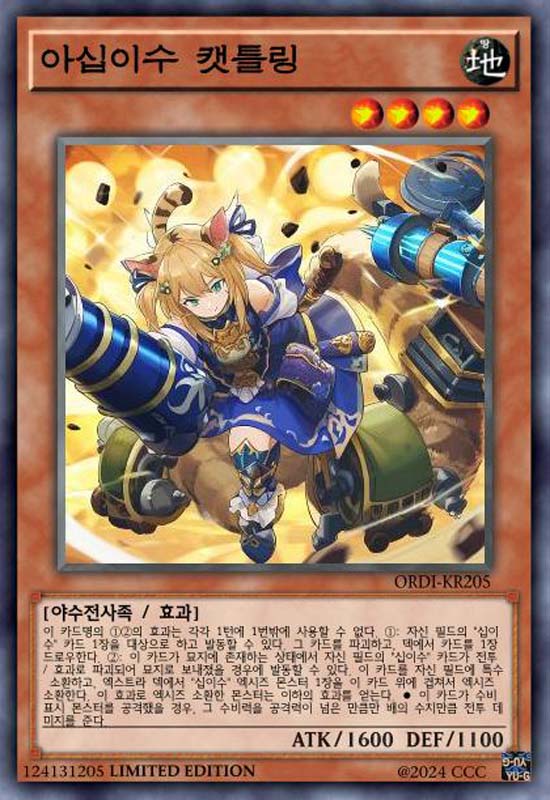 아십이수 캣틀링
땅
地
ORDI-KR205
[야수전사족 / 효과]
이 카드명의 ①②의 효과는 각각 1턴에 1번밖에 사용할 수 없다. ①: 자신 필드의 "십이
수" 카드 1장을 대상으로 하고 발동할 수 있다. 그 카드를 파괴하고, 덱에서 카드를 1장
드로우한다. ②: 이 카드가 묘지에 존재하는 상태에서 자신 필드의 "십이수" 카드가 전투
/ 효과로 파괴되어 묘지로 보내졌을 경우에 발동할 수 있다. 이 카드를 자신 필드에 특수
소환하고, 엑스트라 덱에서 "십이수" 엑시즈 몬스터 1장을 이 카드 위에 겹쳐서 엑시즈
소환한다. 이 효과로 엑시즈 소환한 몬스터는 이하의 효과를 얻는다. ● 이 카드가 수비
표시 몬스터를 공격했을 경우, 그 수비력을 공격력이 넘은 만큼만 배의 수치만큼 전투 데
미지를 준다.
ATK/1600 DEF/1100
124131205 LIMITED EDITION @2024 CCC